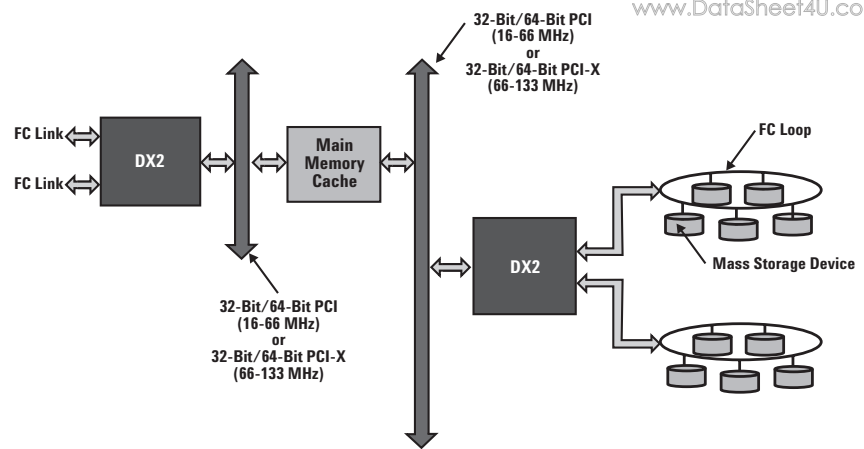 www.DataSheet4U.co
32-Bit/64-Bit PCI
(16-66 MHz)
or
32-Bit/64-Bit PCI-X
(66-133 MHz)
FC Link
FC Link
DX2
Main
Memory
Cache
FC Loop
DX2
Mass Storage Device
32-Bit/64-Bit PCI
(16-66 MHz)
or
32-Bit/64-Bit PCI-X
(66-133 MHz)